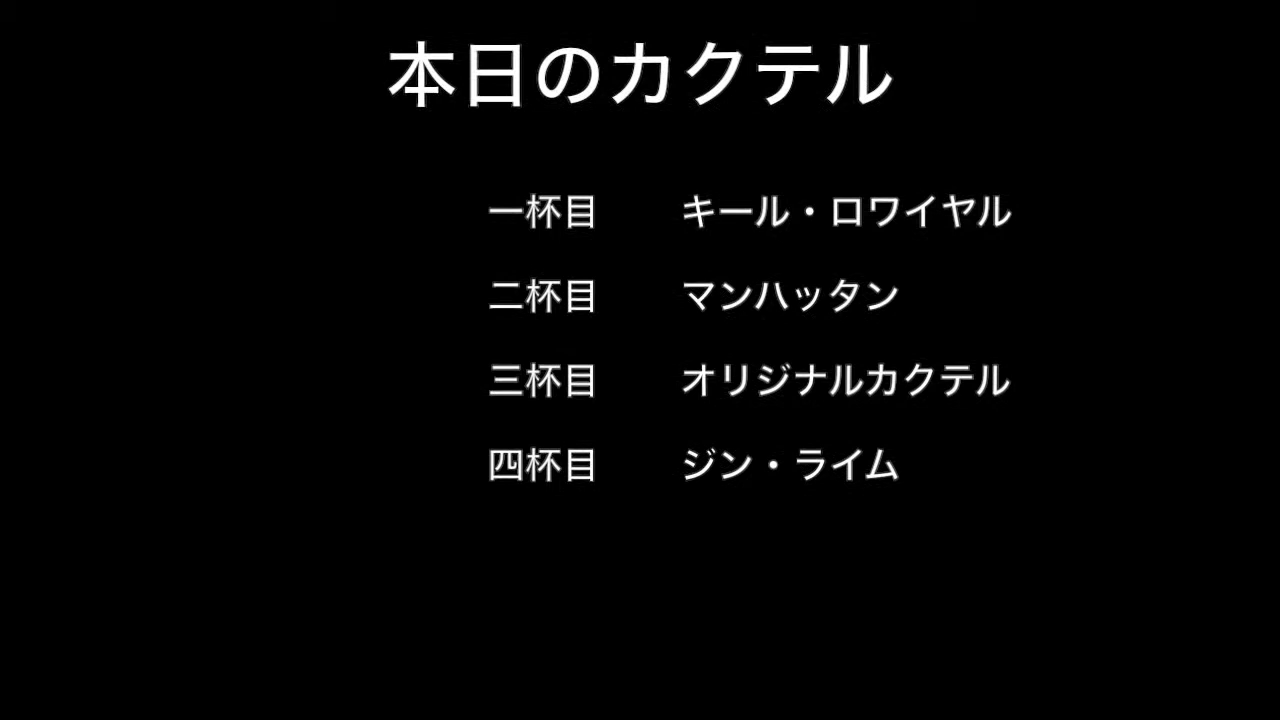 本日のカクテル
一杯目 キール・ロワイヤル
二杯目 マンハッタン
三杯目 オリジナルカクテル
四杯目 ジン・ライム